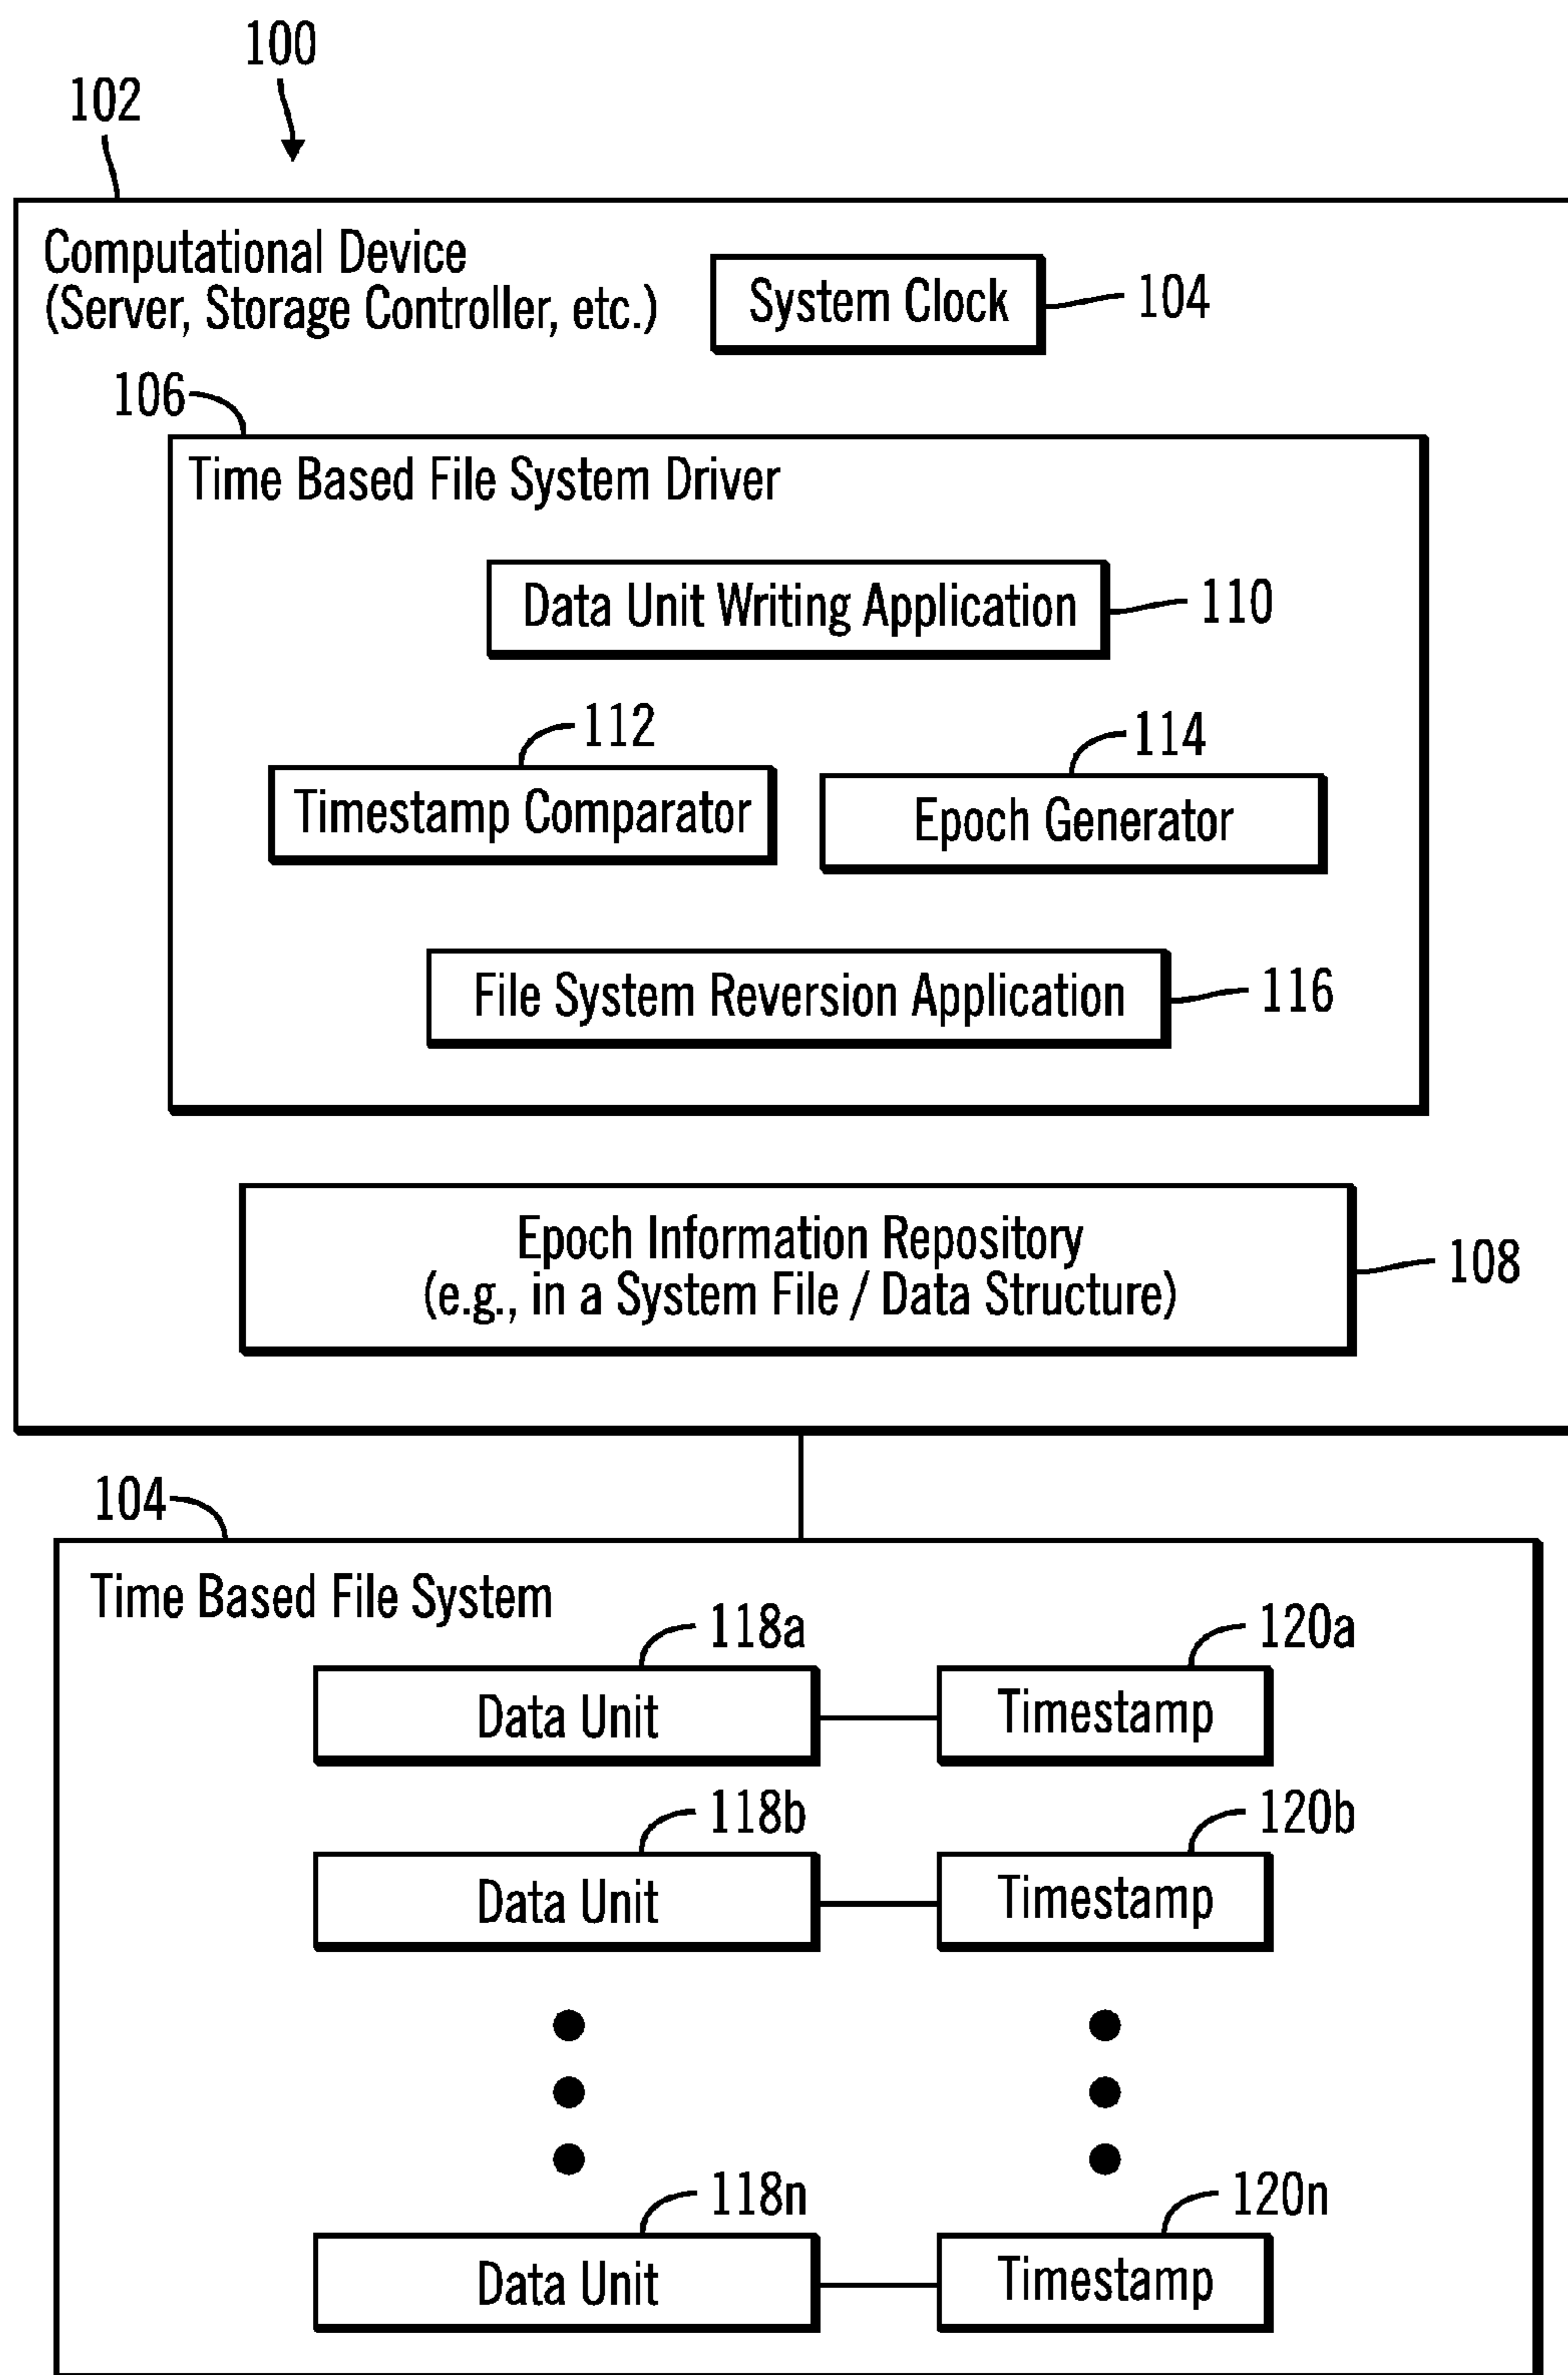 100
102
Computational Device
(Server, Storage Controller, etc.)
System Clock
104
106
Time Based File System Driver
Data Unit Writing Application
110
112
114
Timestamp Comparator
Epoch Generator
File System Reversion Application
116
Epoch Information Repository
(e.g., in a System File / Data Structure)
108
104
Time Based File System
118a
120a
Data Unit
Timestamp
118b
120b
Data Unit
Timestamp
118n
120n
Data Unit
Timestamp